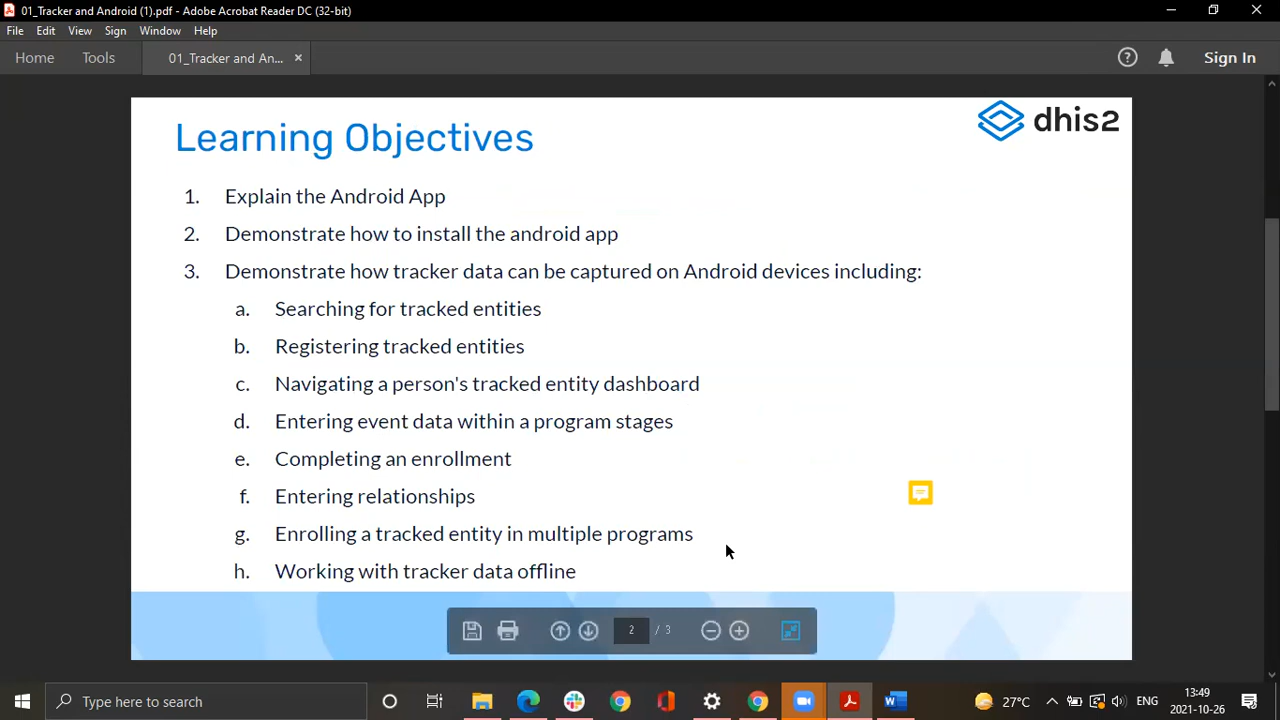 01_Tracker and Android (1).pdf - Adobe Acrobat Reader DC (32-bit)
File Edit View Sign Window Help
Home Tools 01_Tracker and An... × Sign In
dhis2
Learning Objectives
1. Explain the Android App
2. Demonstrate how to install the android app
3. Demonstrate how tracker data can be captured on Android devices including:
a. Searching for tracked entities
b. Registering tracked entities
c. Navigating a person's tracked entity dashboard
d. Entering event data within a program stages
e. Completing an enrollment
f. Entering relationships
g. Enrolling a tracked entity in multiple programs
h. Working with tracker data offline
2 / 3
Type here to search
27°C ENG 13:49
2021-10-26